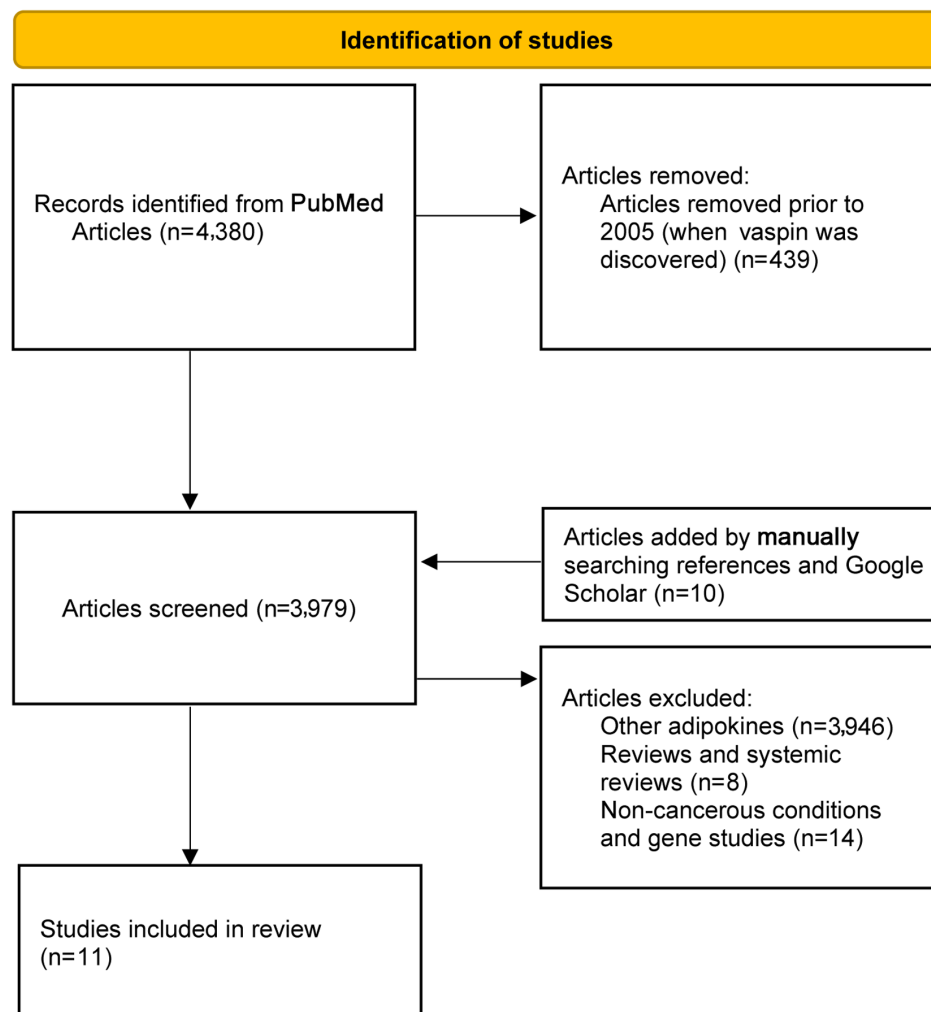 Identification of studies
Records identified from PubMed
Articles (n=4,380)
Articles removed:
Articles removed prior to
2005 (when vaspin was
discovered) (n=439)
Articles screened (n=3,979)
Articles added by manually
searching references and Google
Scholar (n=10)
Articles excluded:
Other adipokines (n=3,946)
Reviews and systemic
reviews (n=8)
Non-cancerous conditions
and gene studies (n=14)
Studies included in review
(n=11)